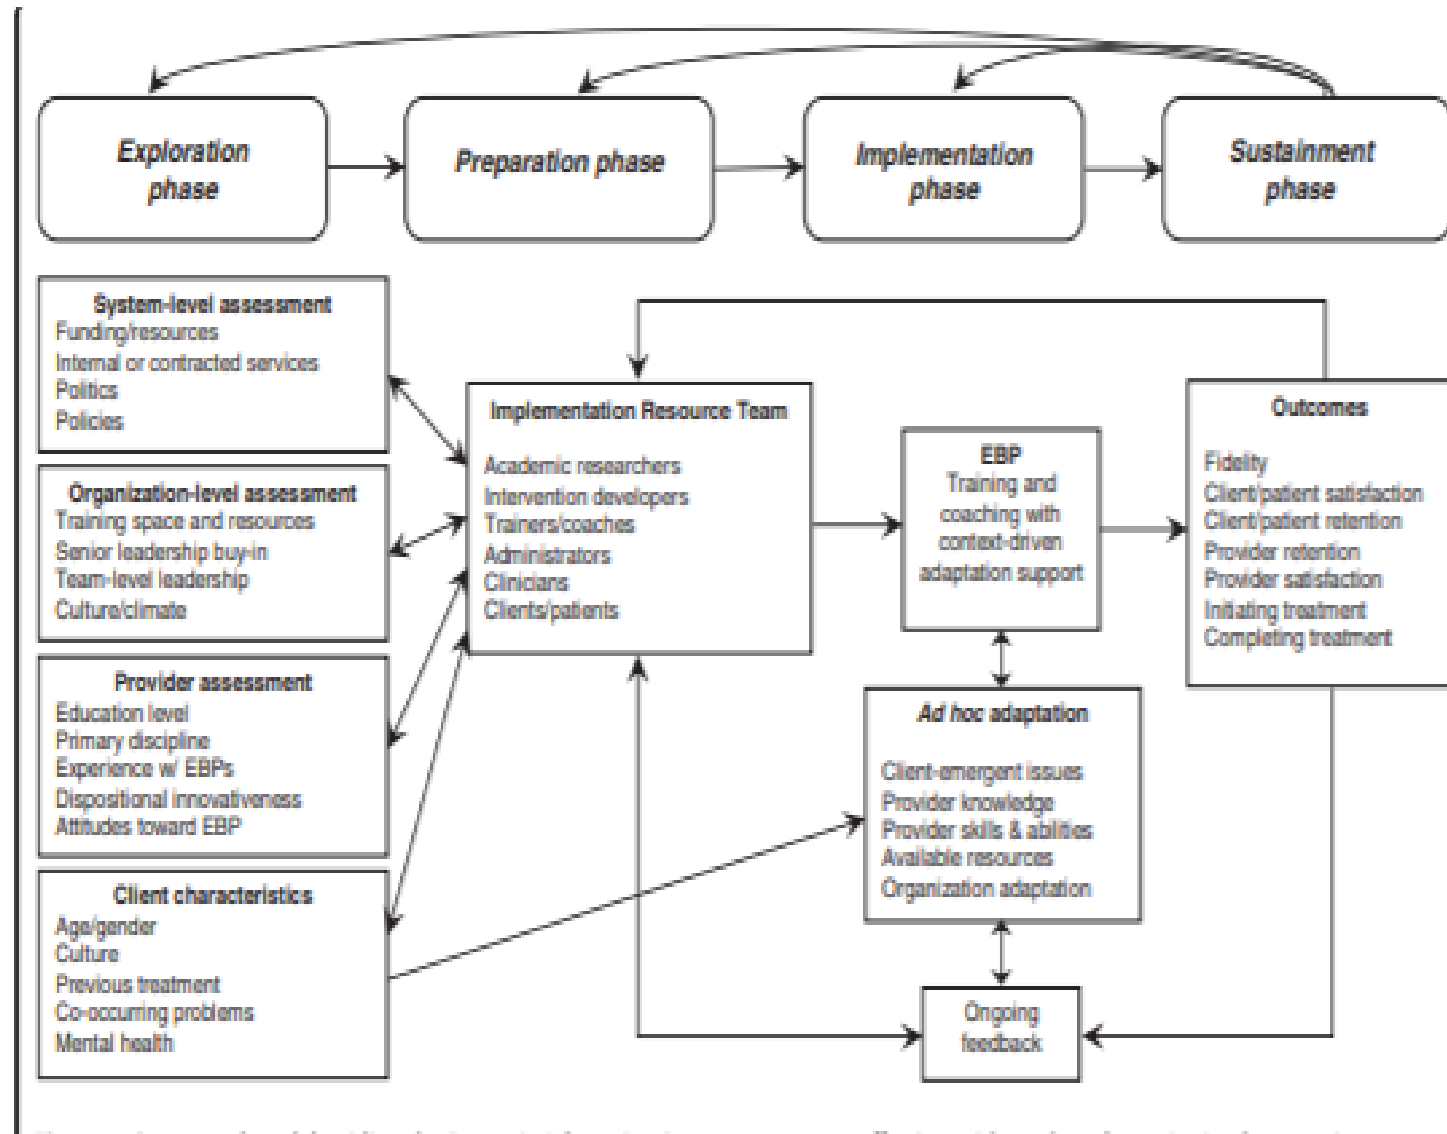 Exploration
phase
Preparation phase
Implementation
phase
Sustainment
phase
System-level assessment
Funding/resources
Internal or contracted services
Politics
Policies
Organization-level assessment
Training space and resources
Senior leadership buy-in
Team-level leadership
Culture/climate
Provider assessment
Education level
Primary discipline
Experience w/ EBPs
Dispositional innovativeness
Attitudes toward EBP
Client characteristics
Age/gender
Culture
Previous treatment
Co-occurring problems
Mental health
Implementation Resource Team
Academic researchers
Intervention developers
Trainers/coaches
Administrators
Clinicians
Clients/patients
EBP
Training and
coaching with
context-driven
adaptation support
Ad hoc adaptation
Client-emergent issues
Provider knowledge
Provider skills & abilities
Available resources
Organization adaptation
Ongoing
feedback
Outcomes
Fidelity
Client/patient satisfaction
Client/patient retention
Provider retention
Provider satisfaction
Initiating treatment
Completing treatment